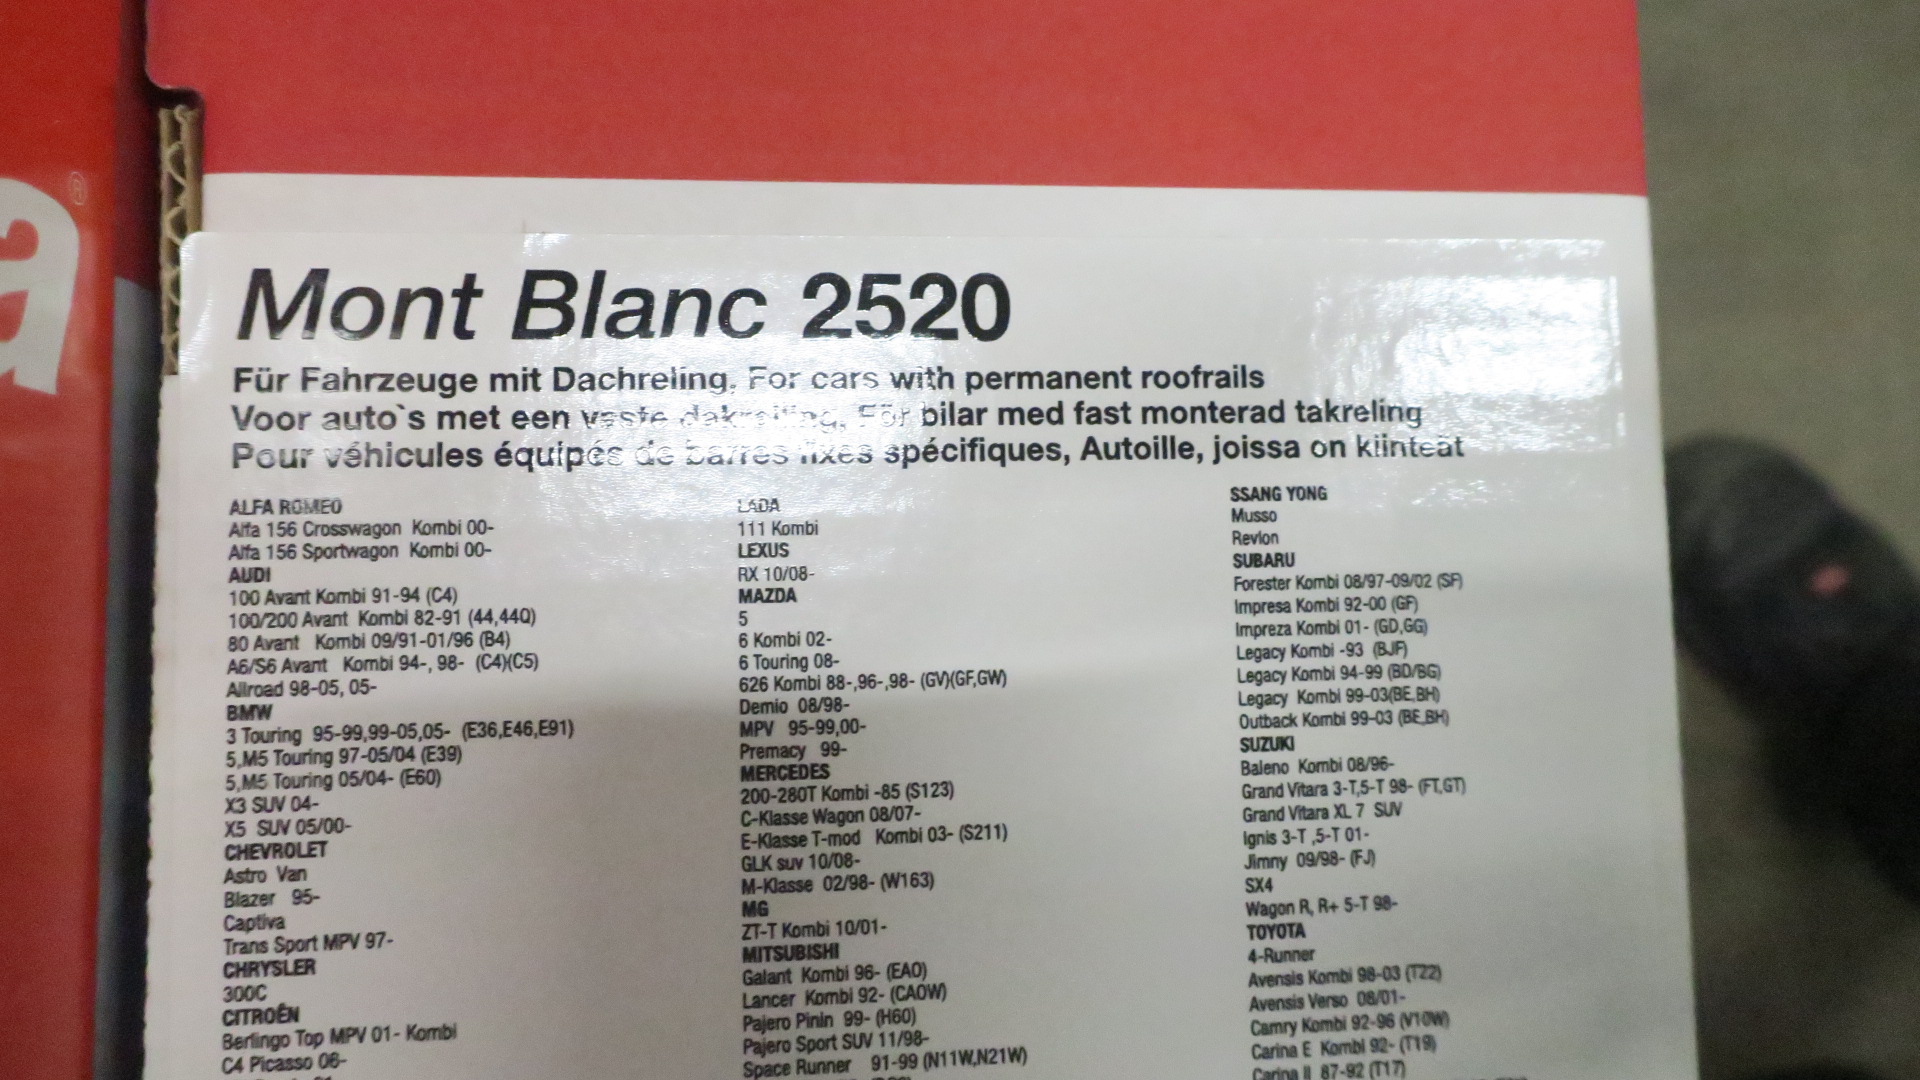 a®
Mont Blanc 2520
Für Fahrzeuge mit Dachreling. For cars with permanent roofrails
Voor auto`s met een vaste dakreiling, För bilar med fast monterad takreling
Pour véhicules équipés de barres fixes spécifiques, Autoille, joissa on kiinteät
ALFA ROMEO
Alfa 156 Crosswagon Kombi 00-
Alfa 156 Sportwagon Kombi 00-
AUDI
100 Avant Kombi 91-94 (C4)
100/200 Avant Kombi 82-91 (44,44Q)
80 Avant Kombi 09/91-01/96 (B4)
A6/S6 Avant Kombi 94-, 98- (C4)(C5)
Allroad 98-05, 05-
BMW
3 Touring 95-99,99-05,05- (E36,E46,E91)
5,M5 Touring 97-05/04 (E39)
5,M5 Touring 05/04- (E60)
X3 SUV 04-
X5 SUV 05/00-
CHEVROLET
Astro Van
Blazer 95-
Captiva
Trans Sport MPV 97-
CHRYSLER
300C
CITROËN
Berlingo Top MPV 01- Kombi
C4 Picasso 06-
LADA
111 Kombi
LEXUS
RX 10/08-
MAZDA
5
6 Kombi 02-
6 Touring 08-
626 Kombi 88-,96-,98- (GV)(GF,GW)
Demio 08/98-
MPV 95-99,00-
Premacy 99-
MERCEDES
200-280T Kombi -85 (S123)
C-Klasse Wagon 08/07-
E-Klasse T-mod Kombi 03- (S211)
GLK suv 10/08-
M-Klasse 02/98- (W163)
MG
ZT-T Kombi 10/01-
MITSUBISHI
Galant Kombi 96- (EAO)
Lancer Kombi 92- (CAOW)
Pajero Pinin 99- (H60)
Pajero Sport SUV 11/98-
Space Runner 91-99 (N11W,N21W)
SSANG YONG
Musso
Revlon
SUBARU
Forester Kombi 08/97-09/02 (SF)
Impresa Kombi 92-00 (GF)
Impreza Kombi 01- (GD,GG)
Legacy Kombi -93 (BJF)
Legacy Kombi 94-99 (BD/BG)
Legacy Kombi 99-03(BE,BH)
Outback Kombi 99-03 (BE,BH)
SUZUKI
Baleno Kombi 08/96-
Grand Vitara 3-T,5-T 98- (FT,GT)
Grand Vitara XL 7 SUV
Ignis 3-T ,5-T 01-
Jimny 09/98- (FJ)
SX4
Wagon R, R+ 5-T 98-
TOYOTA
4-Runner
Avensis Kombi 98-03 (T22)
Avensis Verso 08/01-
Camry Kombi 92-96 (V10W)
Carina E Kombi 92- (T19)
Carina II 87-92 (T17)